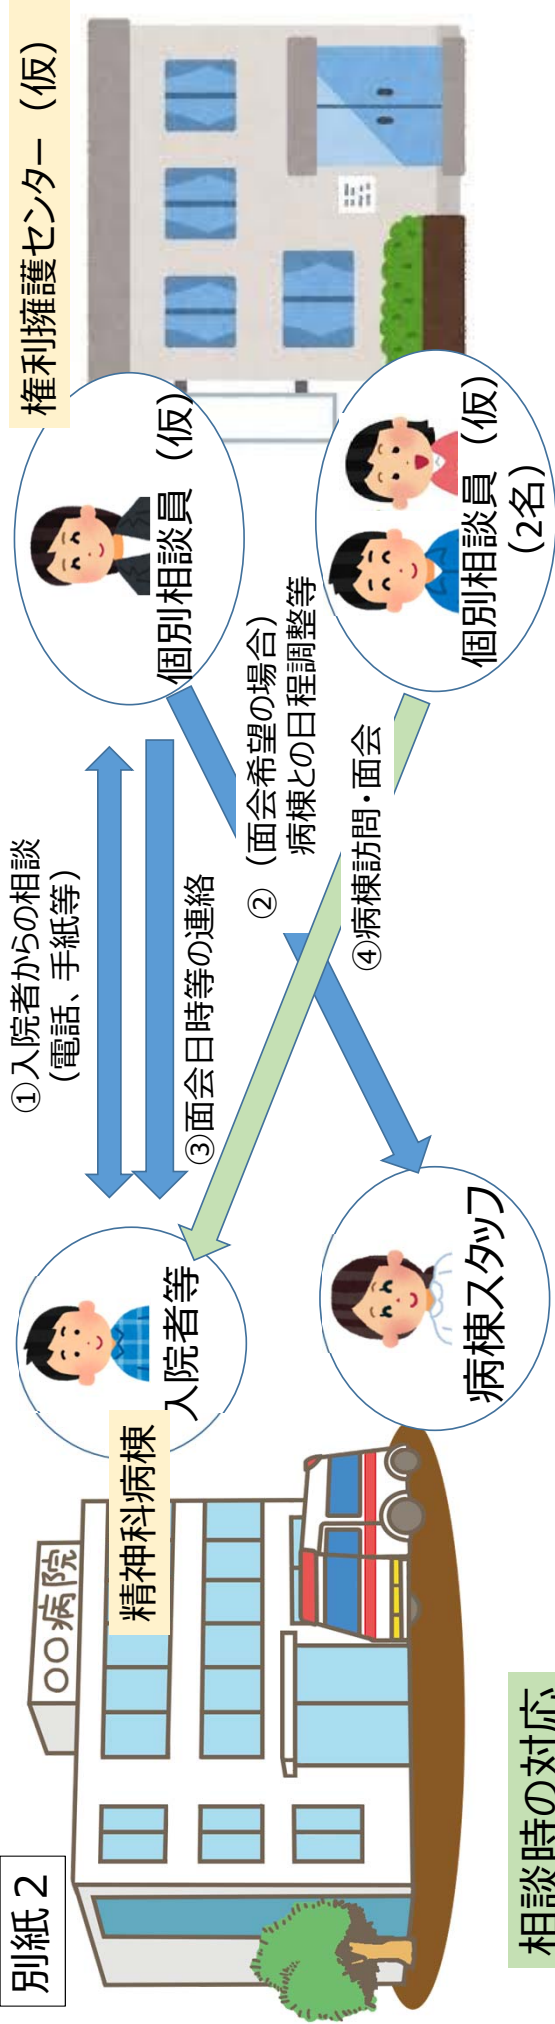 別紙２
〇〇病院
精神科病棟
入院者等
病棟スタッフ
①入院者からの相談
（電話、手紙等）
③面会日時等の連絡
②（面会希望の場合）
病棟との日程調整等
④病棟訪問・面会
権利擁護センター（仮）
個別相談員（仮）
個別相談員（仮）
（2名）
相談時の対応